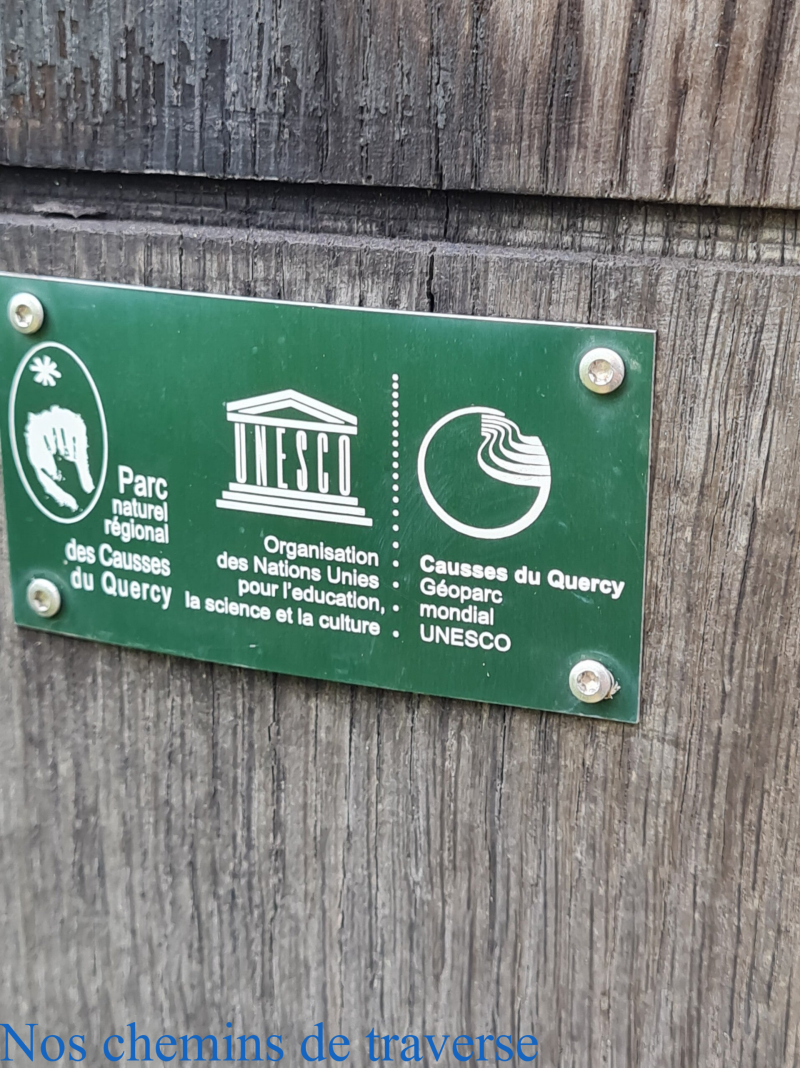 Parc
naturel
régional
des Causses
du Quercy
UNESCO
Organisation
des Nations Unies
pour l'education,
la science et la culture
Causses du Quercy
Géoparc
mondial
UNESCO
Nos chemins de traverse